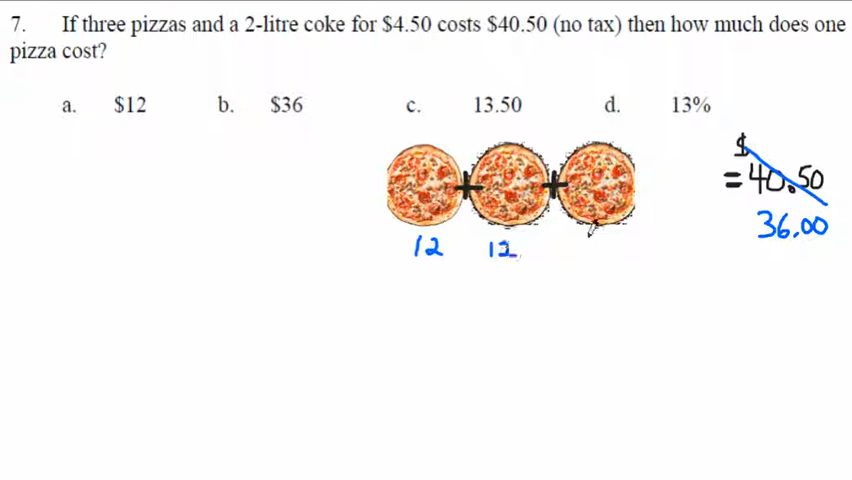 7. If three pizzas and a 2-litre coke for $4.50 costs $40.50 (no tax) then how much does one
pizza cost?
a. $12 b. $36 c. 13.50 d. 13%
+ + = $40.50
36.00
12 12